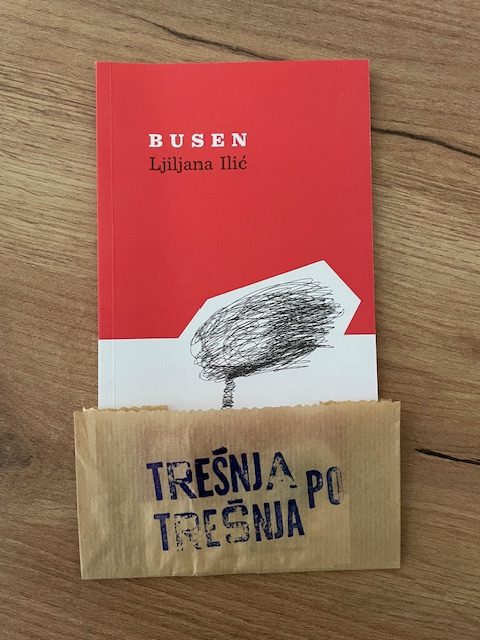 BUSEN
Ljiljana Ilić
TREŠNJA PO
TREŠNJA